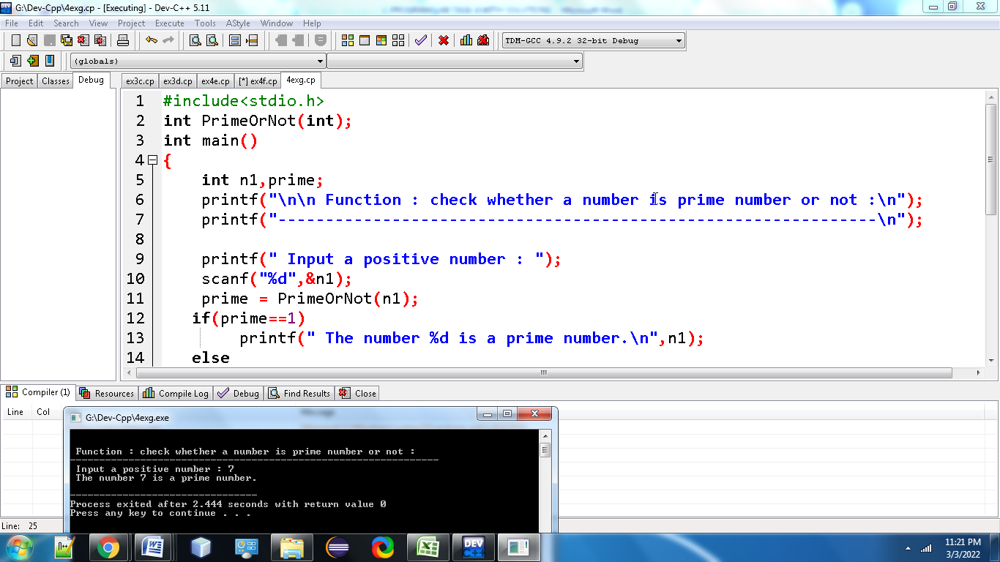 G:\Dev-Cpp\4exg.cp - [Executing] - Dev-C++ 5.11
File Edit Search View Project Execute Tools AStyle Window Help
TDM-GCC 4.9.2 32-bit Debug
(globals)
Project Classes Debug ex3c.cp ex3d.cp ex4e.cp [*] ex4f.cp 4exg.cp
1 #include<stdio.h>
2 int PrimeOrNot(int);
3 int main()
4 {
5 int n1,prime;
6 printf("\n\n Function : check whether a number is prime number or not :\n");
7 printf("---------------------------------------------------------------\n");
8
9 printf(" Input a positive number : ");
10 scanf("%d",&n1);
11 prime = PrimeOrNot(n1);
12 if(prime==1)
13 printf(" The number %d is a prime number.\n",n1);
14 else
Compiler (1) Resources Compile Log Debug Find Results Close
Line Col
G:\Dev-Cpp\4exg.exe
Function : check whether a number is prime number or not :
---------------------------------------------------------------
Input a positive number : 7
The number 7 is a prime number.
--------------------------------
Process exited after 2.444 seconds with return value 0
Press any key to continue . . .
Line: 25
n++
W
DEV
C++
11:21 PM
3/3/2022